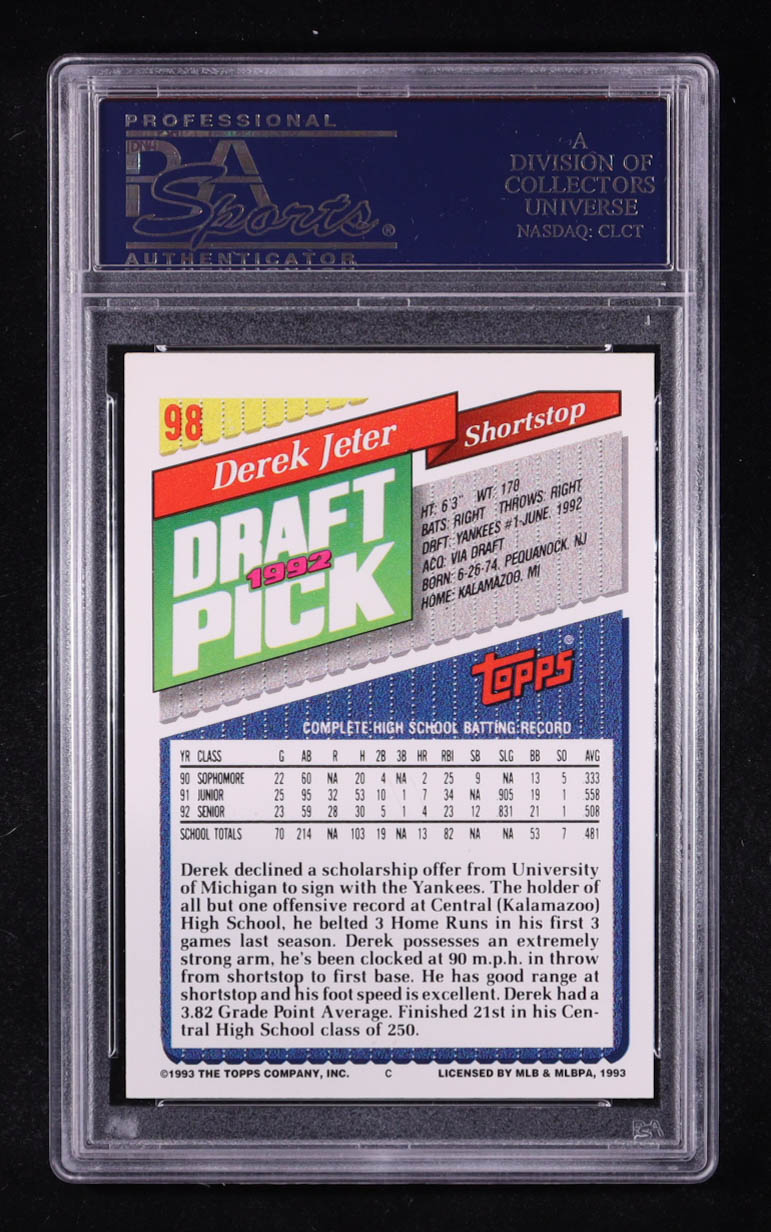 PROFESSIONAL
PSA
Sports®
AUTHENTICATOR
A
DIVISION OF
COLLECTORS
UNIVERSE
NASDAQ: CLCT
98
Derek Jeter
Shortstop
DRAFT
1992
PICK
HT: 6'3" WT: 170
BATS: RIGHT THROWS: RIGHT
DRFT: YANKEES #1-JUNE, 1992
ACQ: VIA DRAFT
BORN: 6-26-74, PEQUANOCK, NJ
HOME: KALAMAZOO, MI
TOPPS®
COMPLETE HIGH SCHOOL BATTING RECORD
YR CLASS G AB R H 2B 3B HR RBI SB SLG BB SO AVG
90 SOPHOMORE 22 60 NA 20 4 NA 2 25 9 NA 13 5 333
91 JUNIOR 25 95 32 53 10 1 7 34 NA .905 19 1 .558
92 SENIOR 23 59 28 30 5 1 4 23 12 .831 21 1 .508
SCHOOL TOTALS 70 214 NA 103 19 NA 13 82 NA NA 53 7 481
Derek declined a scholarship offer from University
of Michigan to sign with the Yankees. The holder of
all but one offensive record at Central (Kalamazoo)
High School, he belted 3 Home Runs in his first 3
games last season. Derek possesses an extremely
strong arm, he's been clocked at 90 m.p.h. in throw
from shortstop to first base. He has good range at
shortstop and his foot speed is excellent. Derek had a
3.82 Grade Point Average. Finished 21st in his Cen-
tral High School class of 250.
©1993 THE TOPPS COMPANY, INC. C LICENSED BY MLB & MLBPA, 1993
PSA